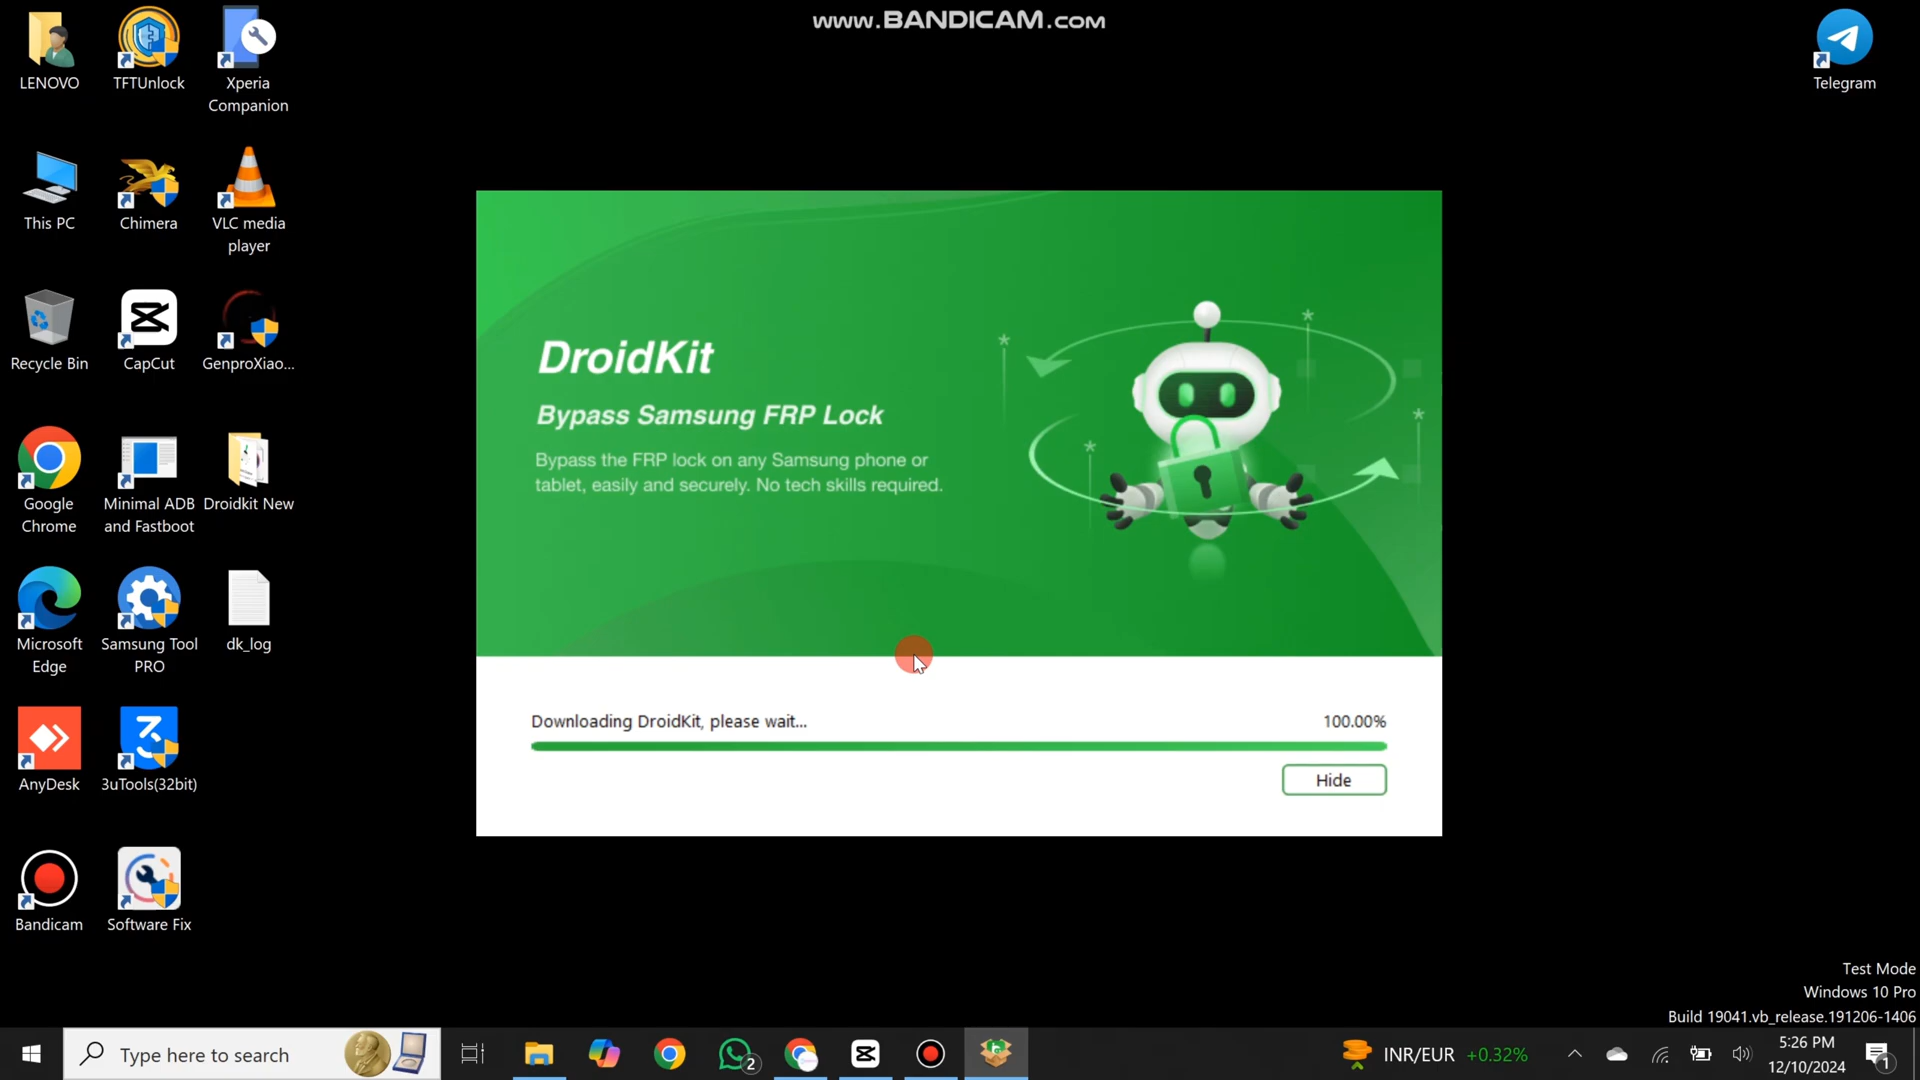 www.BANDICAM.com
LENOVO
TFTUnlock
Xperia
Companion
Telegram
This PC
Chimera
VLC media
player
Recycle Bin
CapCut
GenproXiao...
Google
Chrome
Minimal ADB
and Fastboot
Droidkit New
Microsoft
Edge
Samsung Tool
PRO
dk_log
AnyDesk
3uTools(32bit)
Bandicam
Software Fix
DroidKit
Bypass Samsung FRP Lock
Bypass the FRP lock on any Samsung phone or
tablet, easily and securely. No tech skills required.
Downloading DroidKit, please wait...
100.00%
Hide
Test Mode
Windows 10 Pro
Build 19041.vb_release.191206-1406
Type here to search
2
INR/EUR +0.32%
5:26 PM
12/10/2024
1